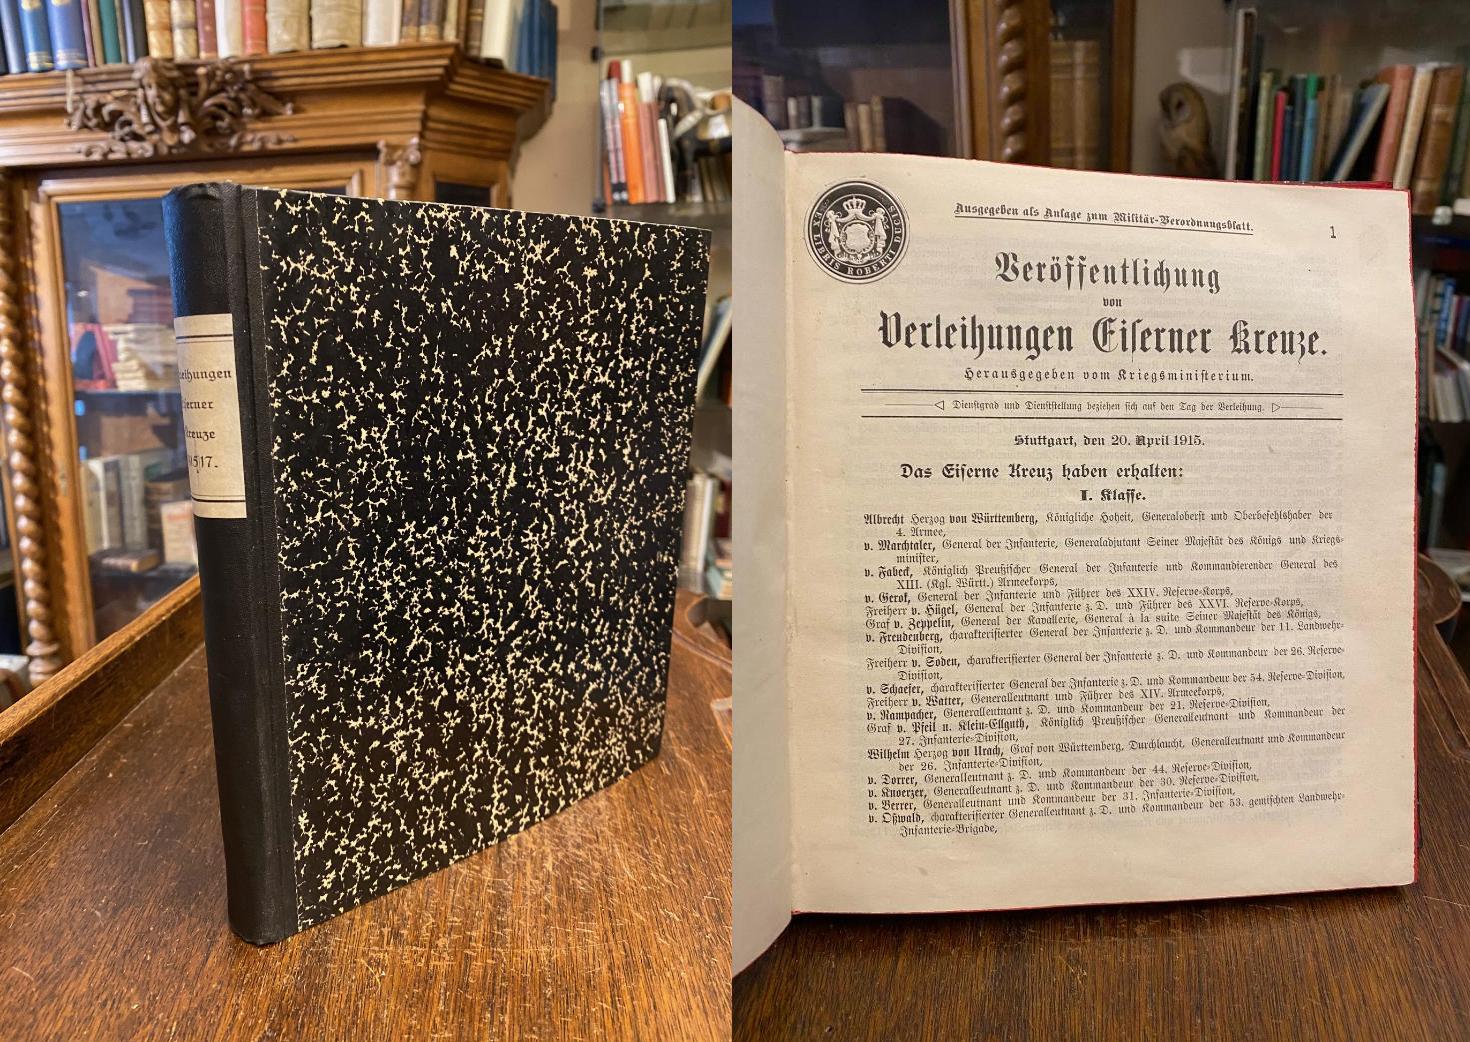 leihungen
serner
kreuze
1517.
EX LIBRIS ROBERTI DUCIS
Ausgegeben als Anlage zum Militär-Verordnungsblatt.
1
Veröffentlichung
von
Verleihungen Eiserner Kreuze.
Herausgegeben vom Kriegsministerium.
Dienstgrad und Dienststellung beziehen sich auf den Tag der Verleihung.
Stuttgart, den 20. April 1915.
Das Eiserne Kreuz haben erhalten:
I. Klasse.
Albrecht Herzog von Württemberg, Königliche Hoheit, Generaloberst und Oberbefehlshaber der
4. Armee,
v. Marchtaler, General der Infanterie, Generaladjutant Seiner Majestät des Königs und Kriegs-
minister,
v. Fabeck, Königlich Preußischer General der Infanterie und Kommandierender General des
XIII. (Kgl. Württ.) Armeekorps,
v. Gerok, General der Infanterie und Führer des XXIV. Reserve-Korps,
Freiherr v. Hügel, General der Infanterie z. D. und Führer des XXVI. Reserve-Korps,
Graf v. Zeppelin, General der Kavallerie, General à la suite Seiner Majestät des Königs,
v. Freudenberg, charakterisierter General der Infanterie z. D. und Kommandeur der 11. Landwehr-
Division,
Freiherr v. Soden, charakterisierter General der Infanterie z. D. und Kommandeur der 26. Reserve-
Division,
v. Schaefer, charakterisierter General der Infanterie z. D. und Kommandeur der 54. Reserve-Division,
Freiherr v. Watter, Generalleutnant und Führer des XIV. Armeekorps,
v. Rampacher, Generalleutnant z. D. und Kommandeur der 21. Reserve-Division,
Graf v. Pfeil u. Klein-Ellguth, Königlich Preußischer Generalleutnant und Kommandeur der
27. Infanterie-Division,
Wilhelm Herzog von Urach, Graf von Württemberg, Durchlaucht, Generalleutnant und Kommandeur
der 26. Infanterie-Division,
v. Dorrer, Generalleutnant z. D. und Kommandeur der 44. Reserve-Division,
v. Knoerzer, Generalleutnant z. D. und Kommandeur der 30. Reserve-Division,
v. Berrer, Generalleutnant und Kommandeur der 31. Infanterie-Division,
v. Oßwald, charakterisierter Generalleutnant z. D. und Kommandeur der 53. gemischten Landwehr-
Infanterie-Brigade,